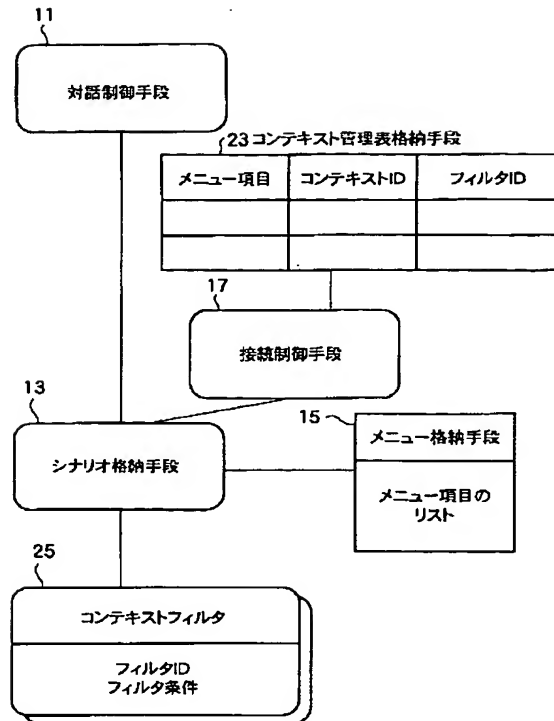 11
対話制御手段
23 コンテキスト管理表格納手段
メニュー項目
コンテキストID
フィルタID
17
接続制御手段
13
シナリオ格納手段
15
メニュー格納手段
メニュー項目の
リスト
25
コンテキストフィルタ
フィルタID
フィルタ条件